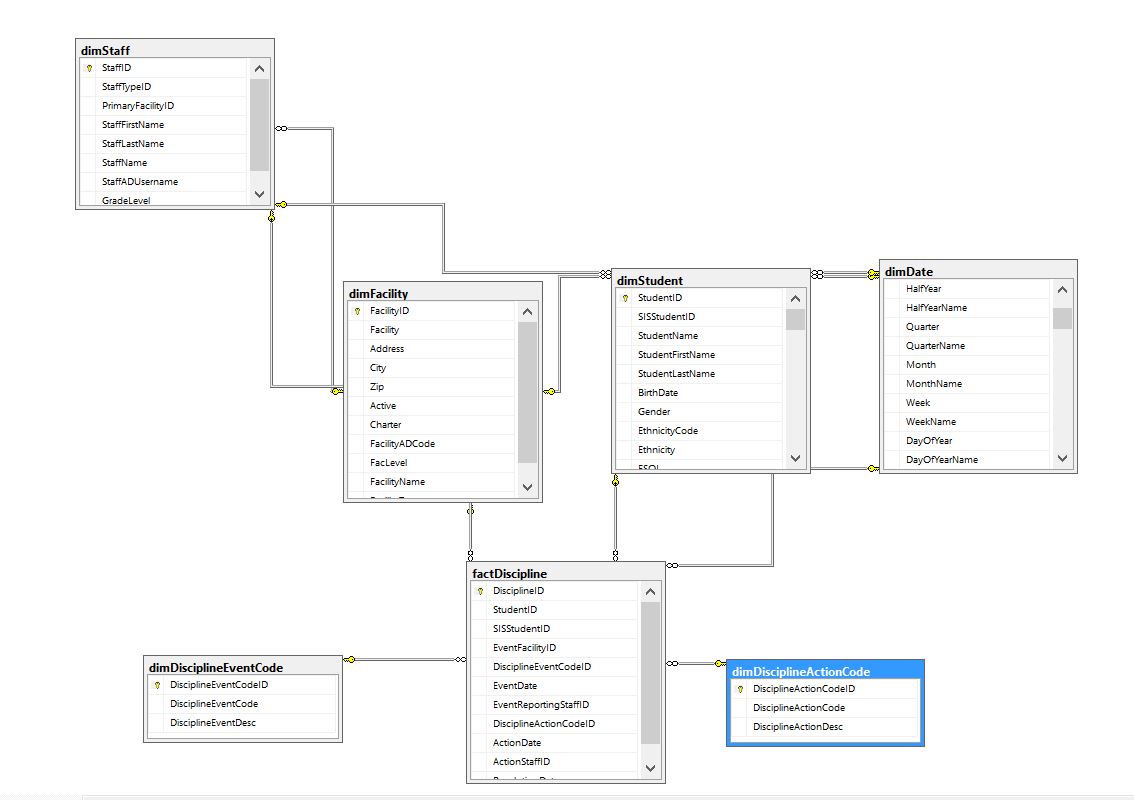 dimStaff
StaffID
StaffTypeID
PrimaryFacilityID
StaffFirstName
StaffLastName
StaffName
StaffADUsername
GradeLevel
dimFacility
FacilityID
Facility
Address
City
Zip
Active
Charter
FacilityADCode
FacLevel
FacilityName
dimStudent
StudentID
SISStudentID
StudentName
StudentFirstName
StudentLastName
BirthDate
Gender
EthnicityCode
Ethnicity
dimDate
HalfYear
HalfYearName
Quarter
QuarterName
Month
MonthName
Week
WeekName
DayOfYear
DayOfYearName
factDiscipline
DisciplineID
StudentID
SISStudentID
EventFacilityID
DisciplineEventCodeID
EventDate
EventReportingStaffID
DisciplineActionCodeID
ActionDate
ActionStaffID
dimDisciplineEventCode
DisciplineEventCodeID
DisciplineEventCode
DisciplineEventDesc
dimDisciplineActionCode
DisciplineActionCodeID
DisciplineActionCode
DisciplineActionDesc